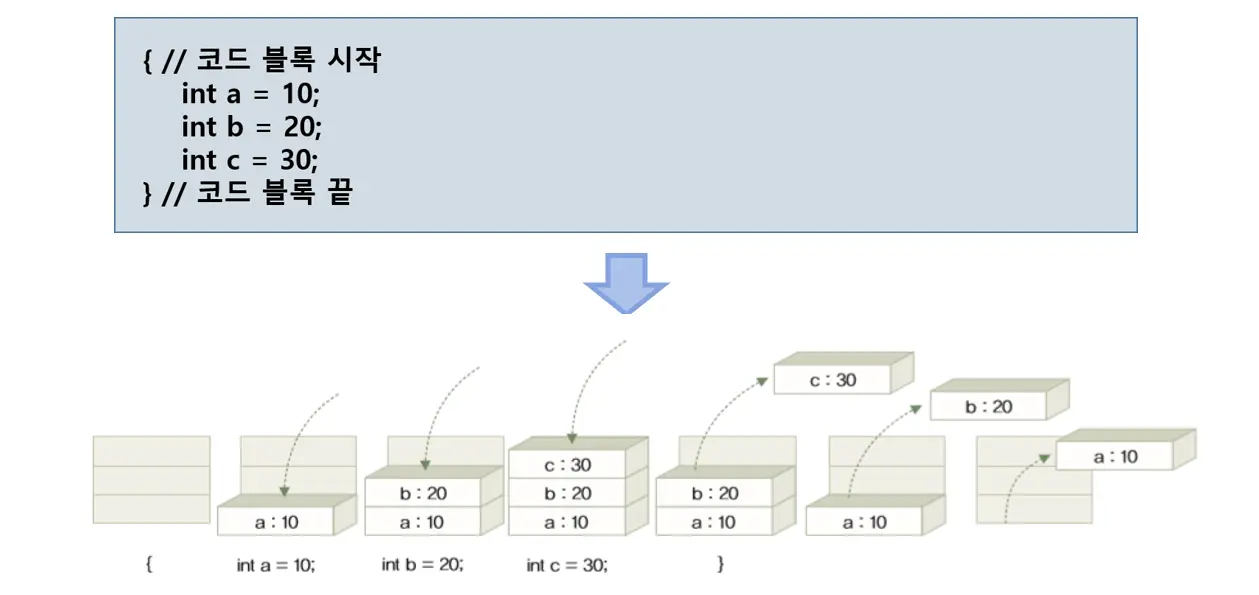 { // 코드 블록 시작
int a = 10;
int b = 20;
int c = 30;
} // 코드 블록 끝
c : 30
b : 20
a : 10
c : 30
b : 20
b : 20
b : 20
a : 10
a : 10
a : 10
a : 10
a : 10
{
int a = 10;
int b = 20;
int c = 30;
}